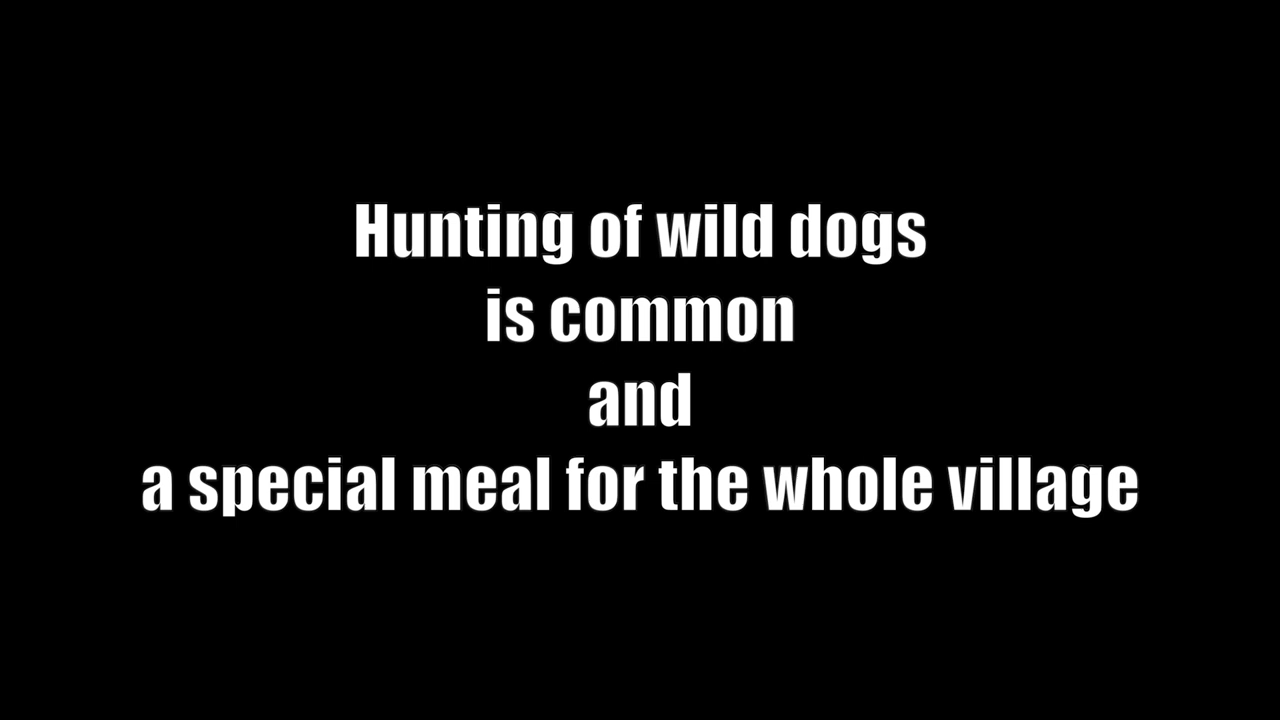 Hunting of wild dogs
is common
and
a special meal for the whole village